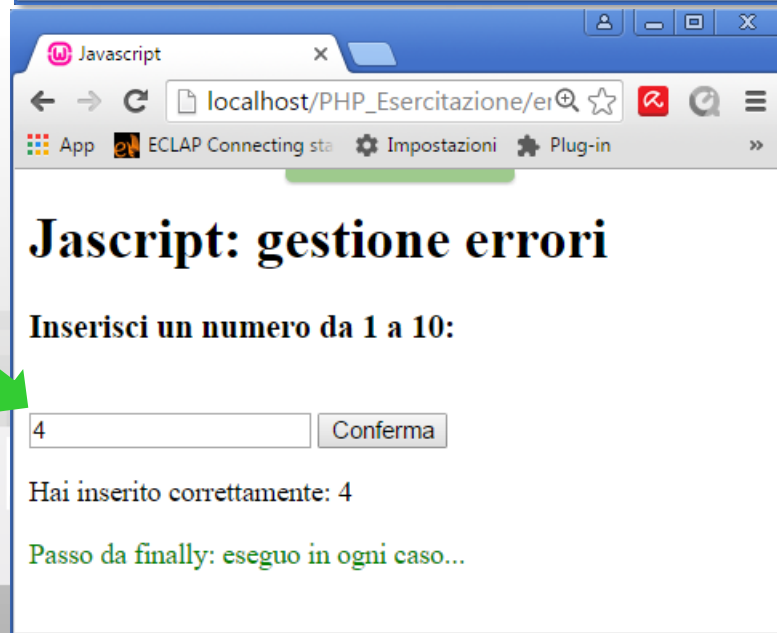 Javascript
localhost/PHP_Esercitazione/er
App ECLAP Connecting sta Impostazioni Plug-in »
Jascript: gestione errori
Inserisci un numero da 1 a 10:
4 Conferma
Hai inserito correttamente: 4
Passo da finally: eseguo in ogni caso...